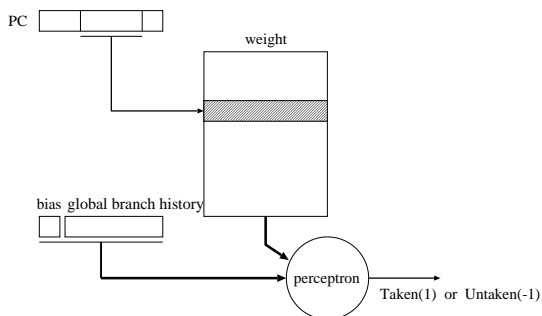 PC
weight
bias global branch history
perceptron
Taken(1) or Untaken(-1)